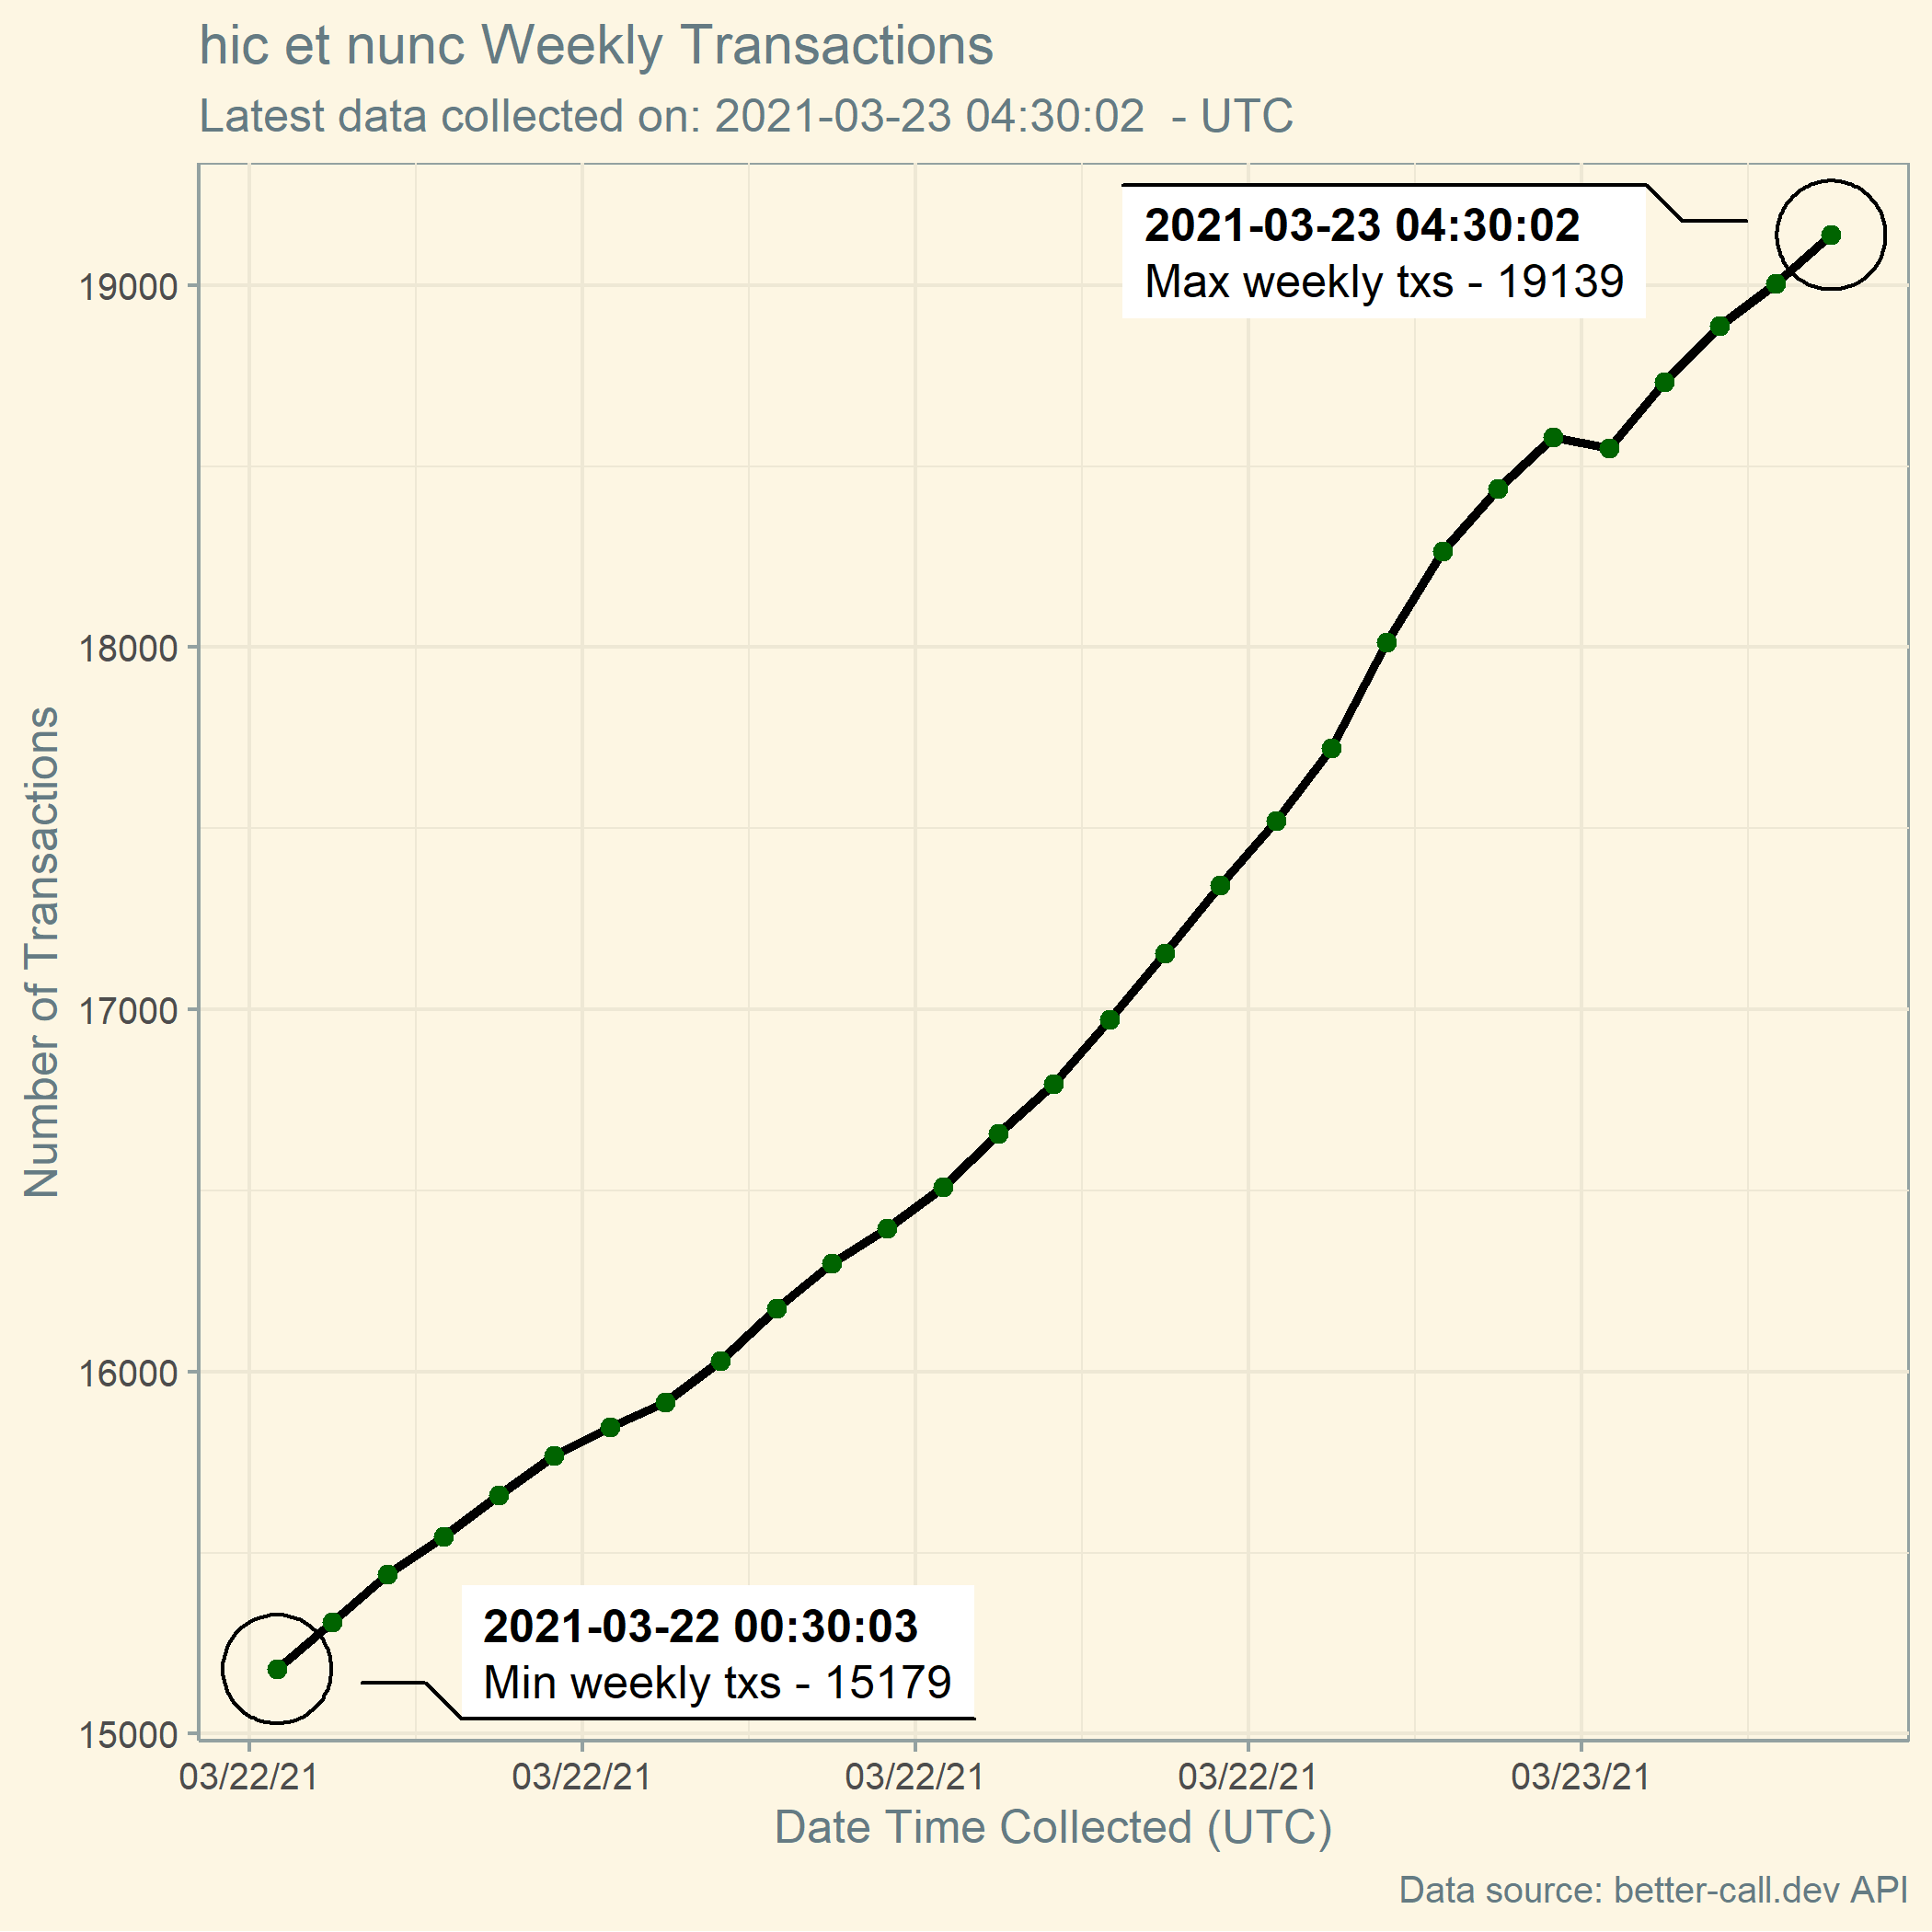 hic et nunc Weekly Transactions
Latest data collected on: 2021-03-23 04:30:02  - UTC
2021-03-23 04:30:02
Max weekly txs - 19139
19000
18000
17000
16000
15000
Number of Transactions
2021-03-22 00:30:03
Min weekly txs - 15179
03/22/21 03/22/21 03/22/21 03/22/21 03/23/21
Date Time Collected (UTC)
Data source: better-call.dev API